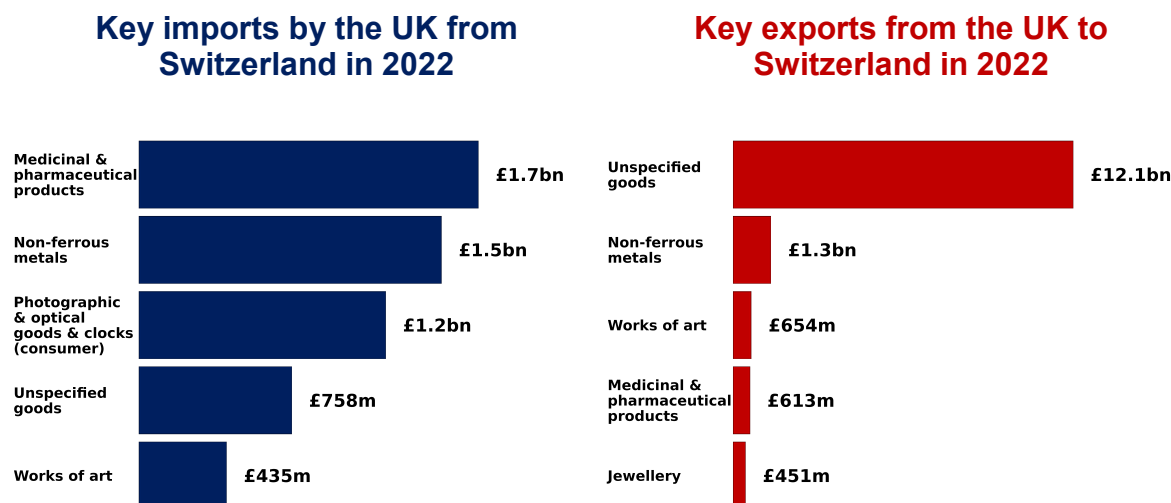 Key imports by the UK from
Switzerland in 2022
Medicinal &
pharmaceutical
products
£1.7bn
Non-ferrous
metals
£1.5bn
Photographic
& optical
goods & clocks
(consumer)
£1.2bn
Unspecified
goods
£758m
Works of art
£435m
Key exports from the UK to
Switzerland in 2022
Unspecified
goods
£12.1bn
Non-ferrous
metals
£1.3bn
Works of art
£654m
Medicinal &
pharmaceutical
products
£613m
Jewellery
£451m